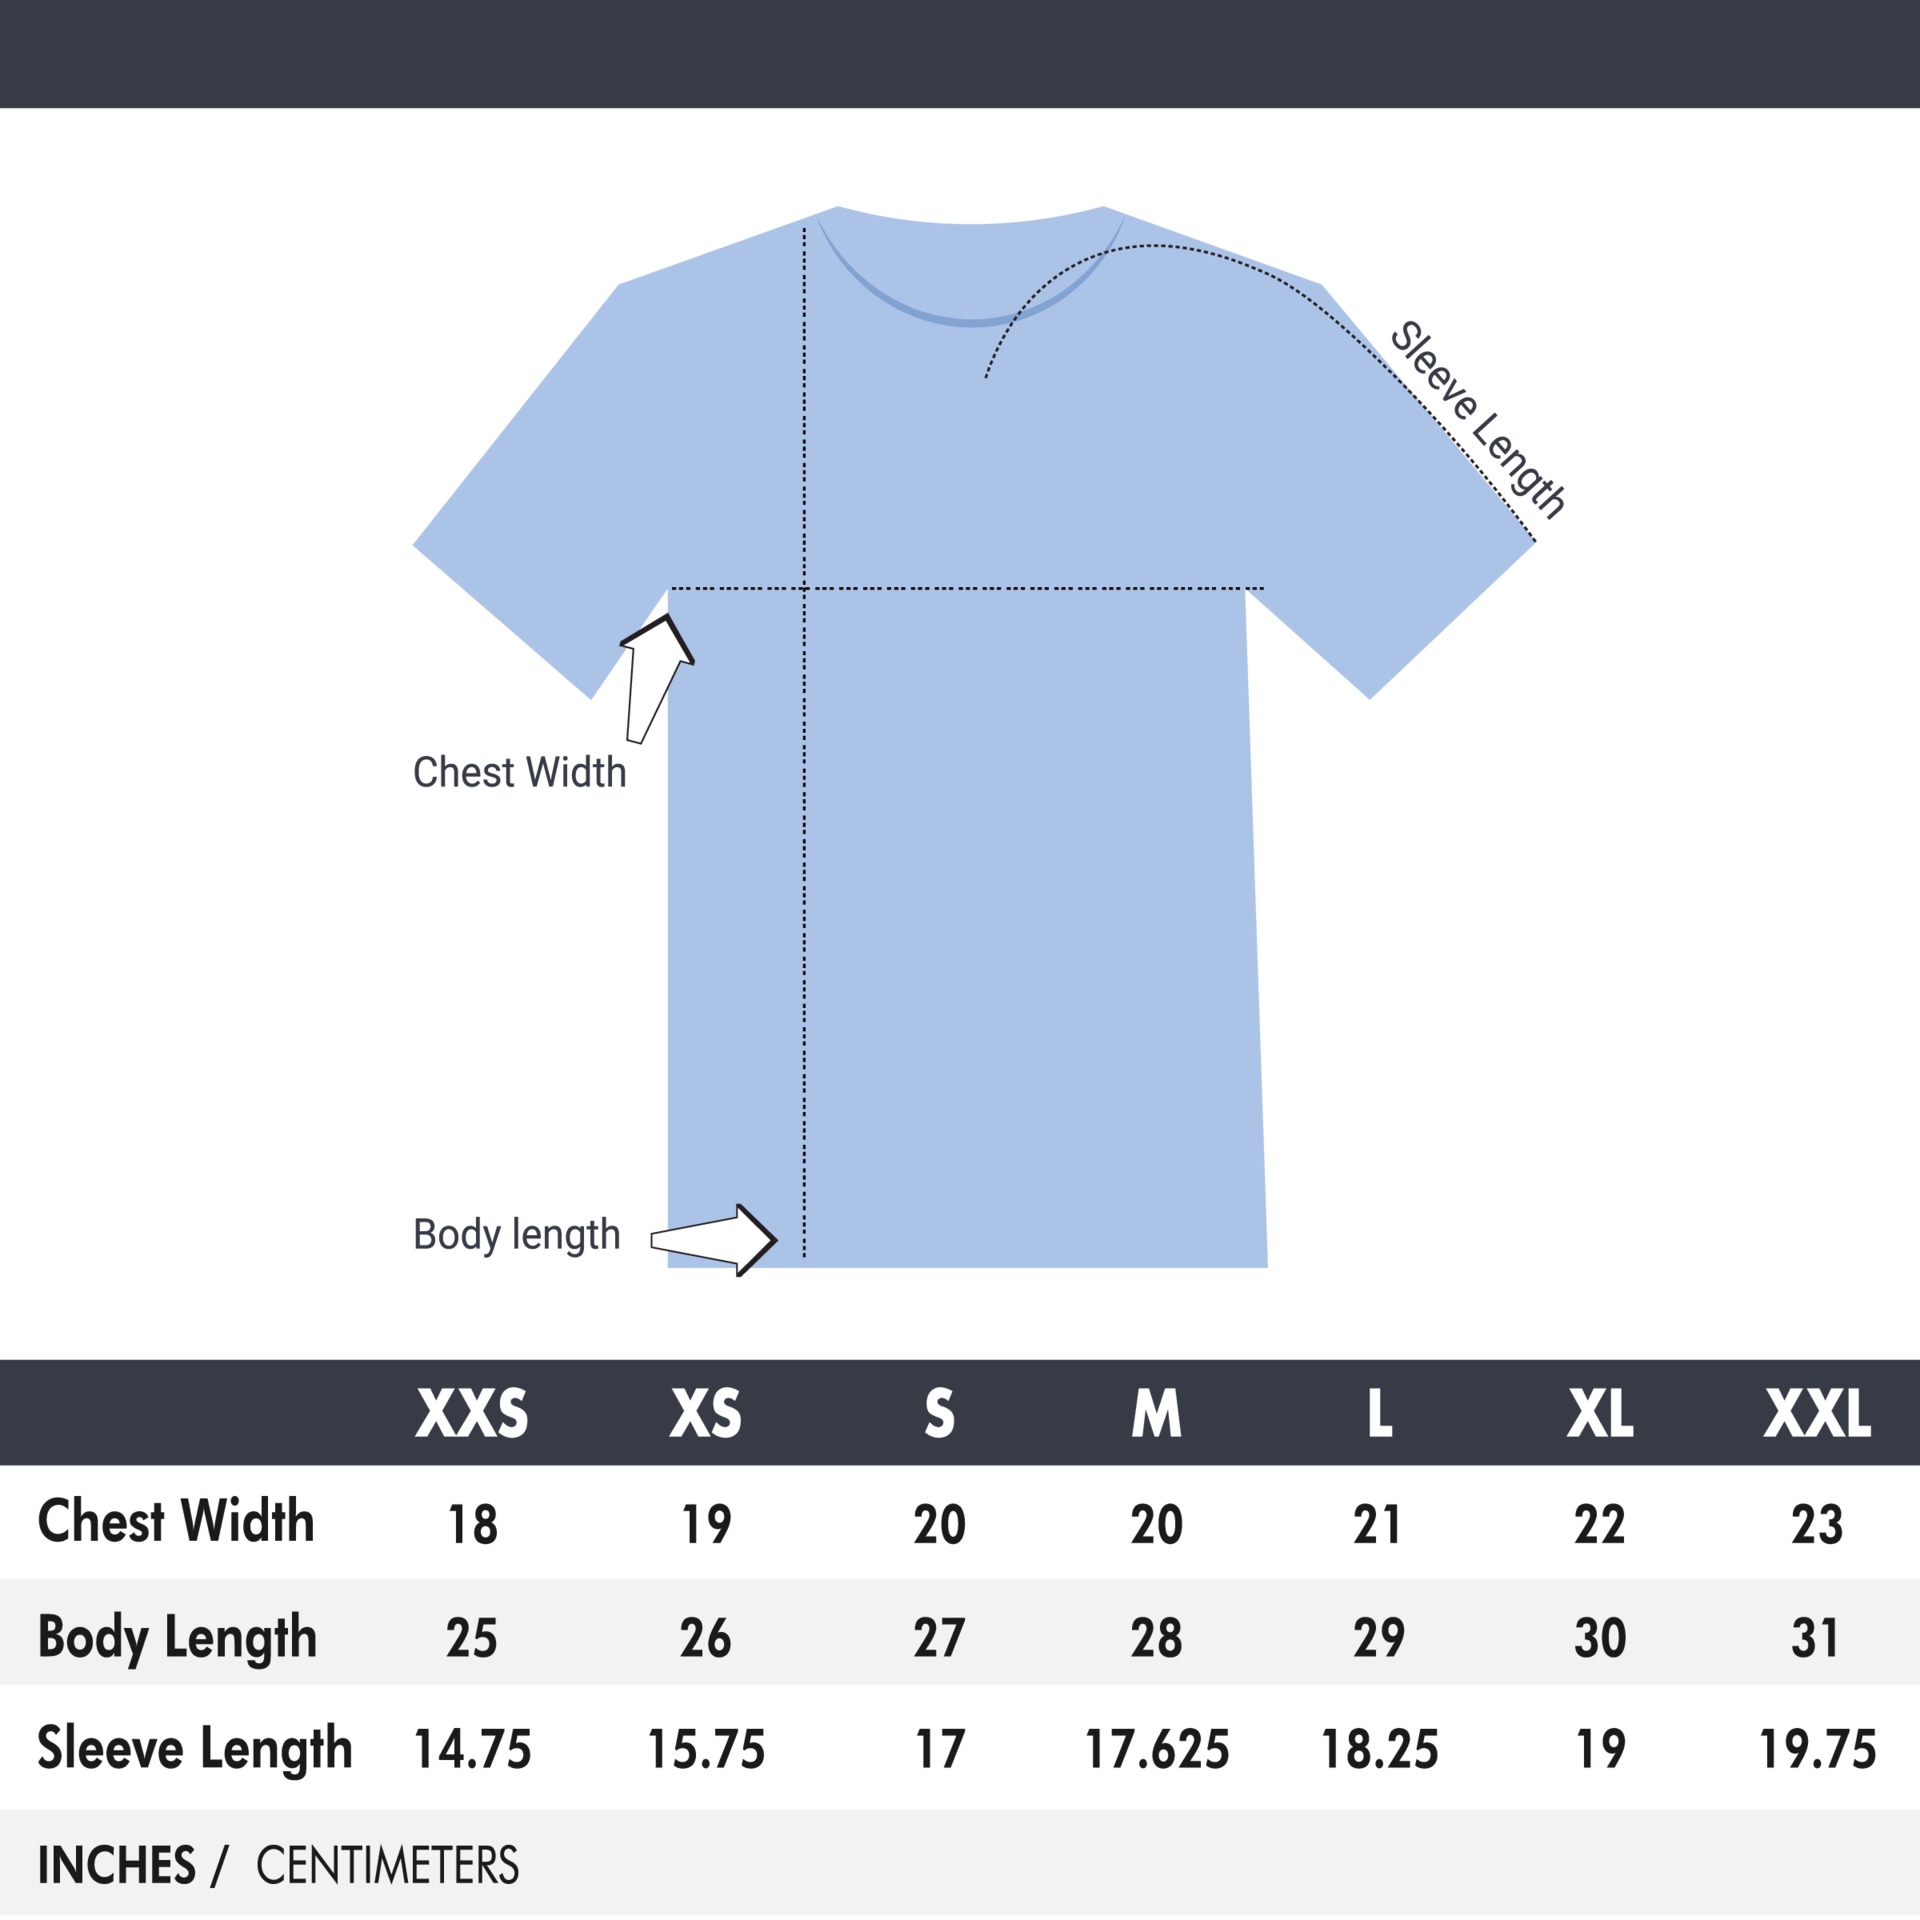 Sleeve Length
Chest Width
Body length
XXS XS S M L XL XXL
Chest Width 18 19 20 20 21 22 23
Body Length 25 26 27 28 29 30 31
Sleeve Length 14.75 15.75 17 17.625 18.25 19 19.75
INCHES / CENTIMETERS